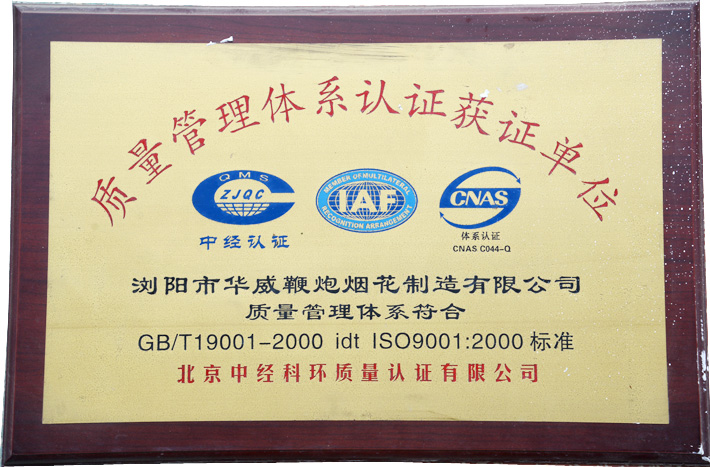 质量管理体系认证获证单位
QMS
ZJQC
中经认证
MEMBER OF MULTILATERAL
IAF
RECOGNITION ARRANGEMENT
CNAS
体系认证
CNAS C044-Q
浏阳市华威鞭炮烟花制造有限公司
质量管理体系符合
GB/T19001-2000 idt ISO9001:2000 标准
北京中经科环质量认证有限公司